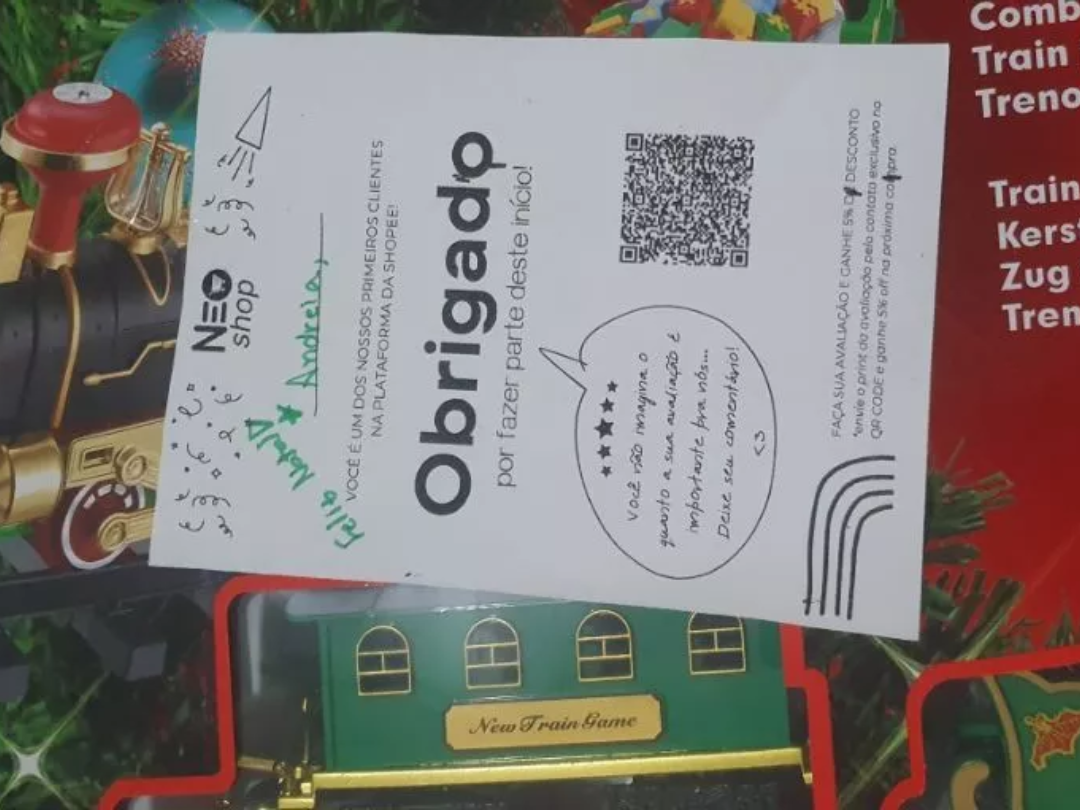 NEO
shop
Andreia,
Feliz Natal
VOCÊ É UM DOS NOSSOS PRIMEIROS CLIENTES
NA PLATAFORMA DA SHOPEE!
Obrigado
por fazer parte deste início!
Você não imagina o
quanto a sua avaliação é
importante pra nós...
Deixe seu comentário!
<3
FAÇA SUA AVALIAÇÃO E GANHE 5% DE DESCONTO
*envie o print da avaliação pelo contato exclusivo no
QR CODE e ganhe 5% off na próxima compra.
New Train Game
Comb
Train
Treno
Train
Kerst
Zug
Tren